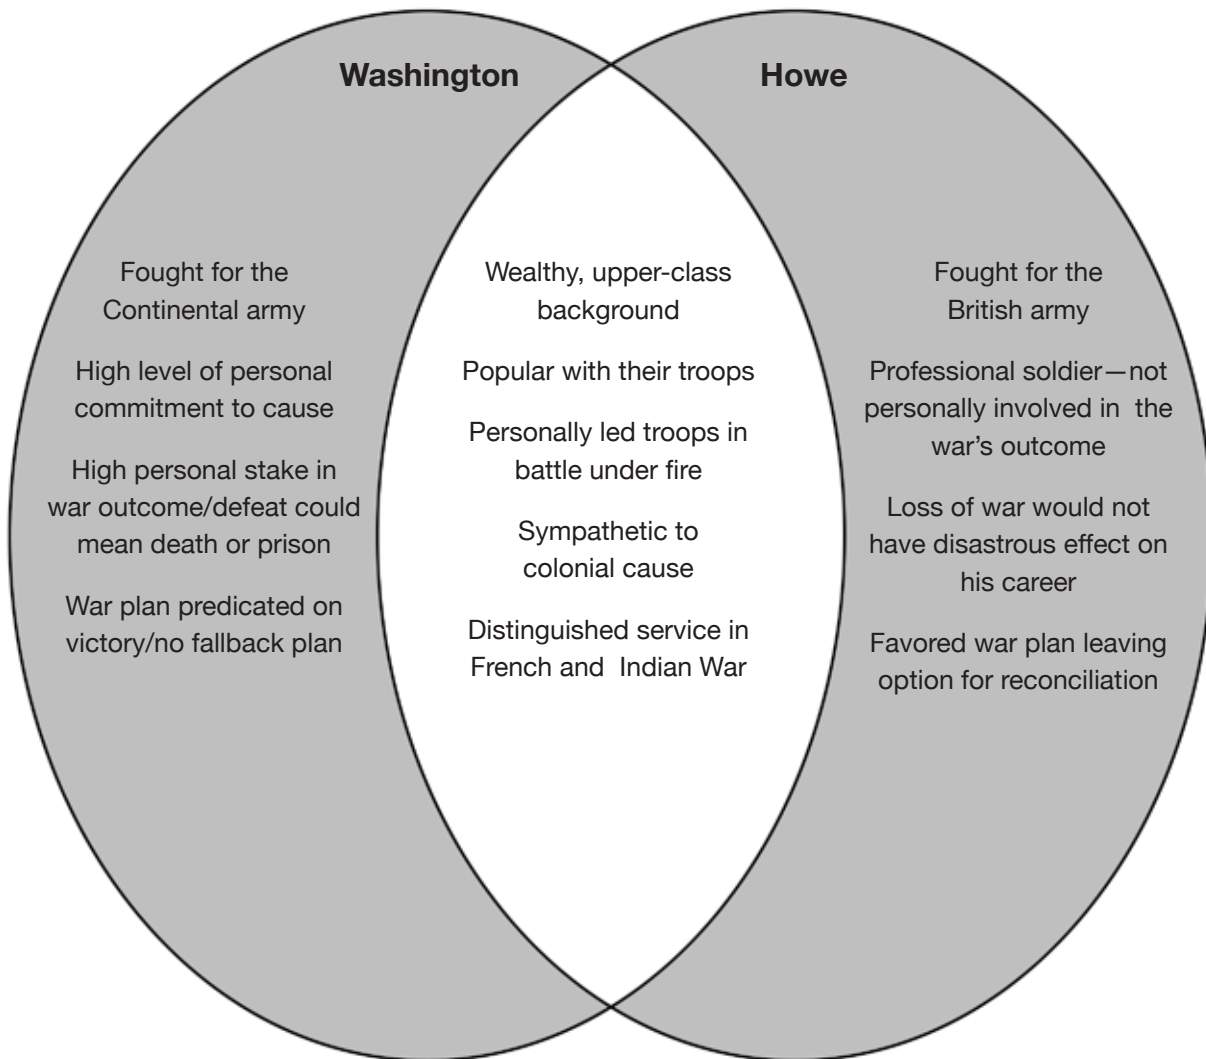 Washington
Howe
Fought for the
Continental army
High level of personal
commitment to cause
High personal stake in
war outcome/defeat could
mean death or prison
War plan predicated on
victory/no fallback plan
Wealthy, upper-class
background
Popular with their troops
Personally led troops in
battle under fire
Sympathetic to
colonial cause
Distinguished service in
French and Indian War
Fought for the
British army
Professional soldier—not
personally involved in the
war's outcome
Loss of war would not
have disastrous effect on
his career
Favored war plan leaving
option for reconciliation